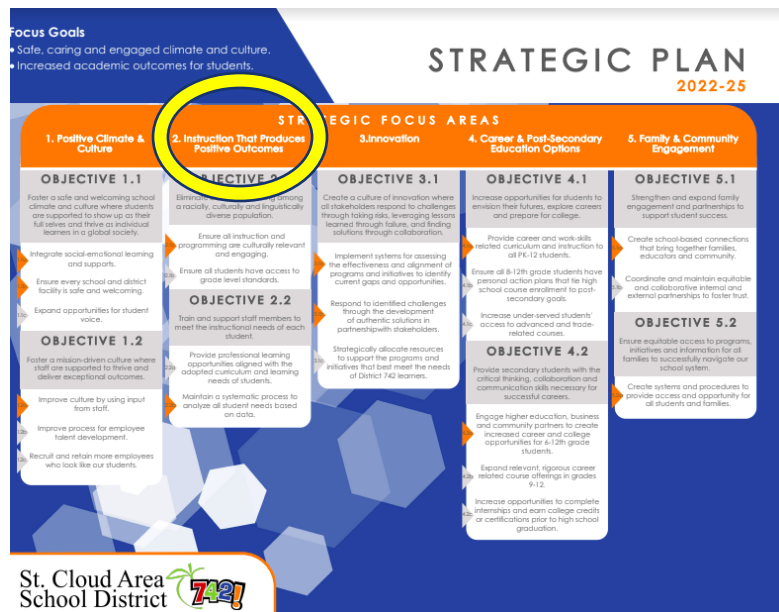 Focus Goals
• Safe, caring and engaged climate and culture.
• Increased academic outcomes for students.
STRATEGIC PLAN
2022-25
STRATEGIC FOCUS AREAS
1. Positive Climate &
Culture
OBJECTIVE 1.1
Foster a safe and welcoming school
climate and culture where students
are supported to show up as their
full selves and thrive as individual
learners in a global society.
Integrate social-emotional learning
and supports.
Ensure every school and district
facility is safe and welcoming.
Expand opportunities for student
voice.
OBJECTIVE 1.2
Foster a mission-driven culture where
staff are supported to thrive and
deliver exceptional outcomes.
Improve culture by using input
from staff.
Improve process for employee
talent development.
Recruit and retain more employees
who look like our students.
2. Instruction That Produces
Positive Outcomes
OBJECTIVE 2
Eliminate among
a racially, culturally and linguistically
diverse population.
Ensure all instruction and
programming are culturally relevant
and engaging.
Ensure all students have access to
grade level standards.
OBJECTIVE 2.2
Train and support staff members to
meet the instructional needs of each
student.
Provide professional learning
opportunities aligned with the
adapted curriculum and learning
needs of students.
Maintain a systematic process to
analyze all student needs based
on data.
3.Innovation
OBJECTIVE 3.1
Create a culture of innovation where
all stakeholders respond to challenges
through taking risks, leveraging lessons
learned through failure, and finding
solutions through collaboration.
Implement systems for assessing
the effectiveness and alignment of
programs and initiatives to identify
current gaps and opportunities.
Respond to identified challenges
through the development
of authentic solutions in
partnershipwith stakeholders.
Strategically allocate resources
to support the programs and
initiatives that best meet the needs
of District 742 learners.
4. Career & Post-Secondary
Education Options
OBJECTIVE 4.1
Increase opportunities for students to
envision their futures, explore careers
and prepare for college.
Provide career and work-skills
related curriculum and instruction to
all PK-12 students.
Ensure all 8-12th grade students have
personal action plans that tie high
school course enrollment to post-
secondary goals.
Increase under-served students'
access to advanced and trade-
related courses.
OBJECTIVE 4.2
Provide secondary students with the
critical thinking, collaboration and
communication skills necessary for
successful careers.
Engage higher education, business
and community partners to create
increased career and college
opportunities for 6-12th grade
students.
Expand relevant, rigorous career
related course offerings in grades
9-12.
Increase opportunities to complete
internships and earn college credits
or certifications prior to high school
graduation.
5. Family & Community
Engagement
OBJECTIVE 5.1
Strengthen and expand family
engagement and partnerships to
support student success.
Create school-based connections
that bring together families,
educators and community.
Coordinate and maintain equitable
and collaborative internal and
external partnerships to foster trust.
OBJECTIVE 5.2
Ensure equitable access to programs,
initiatives and information for all
families to successfully navigate our
school system.
Create systems and procedures to
provide access and opportunity for
all students and families.
St. Cloud Area
School District
742!